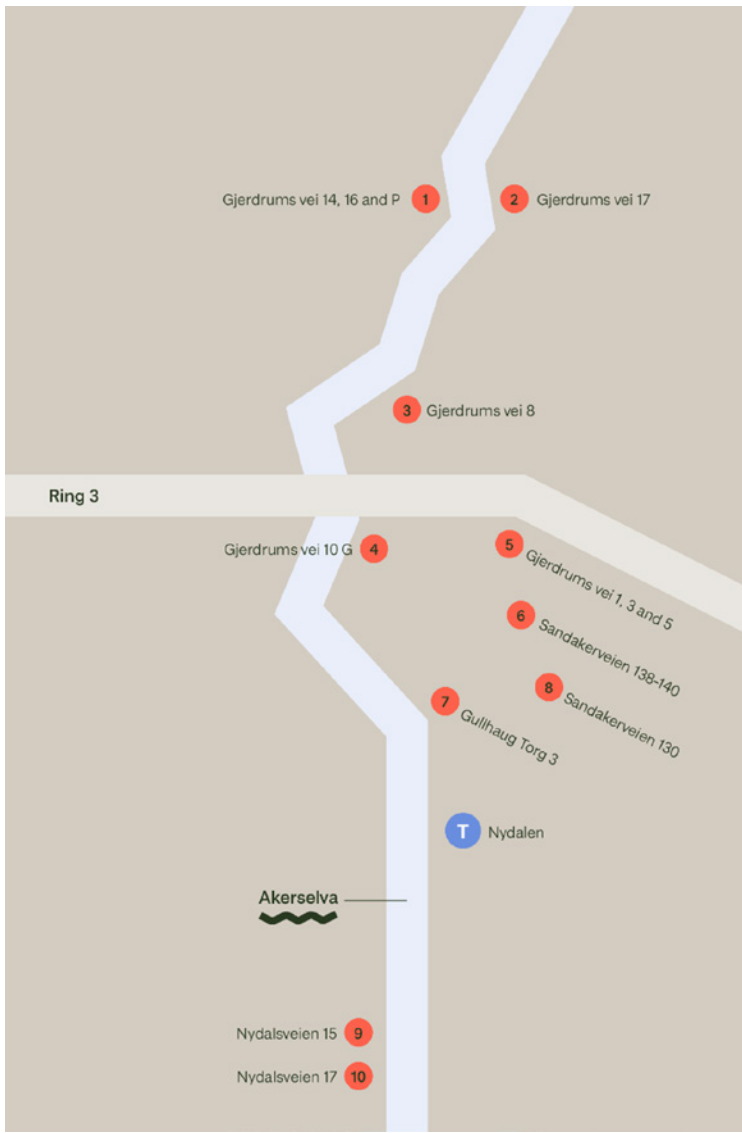 Gjerdrums vei 14, 16 and P 1
2 Gjerdrums vei 17
3 Gjerdrums vei 8
Ring 3
Gjerdrums vei 10 G 4
5 Gjerdrums vei 1, 3 and 5
6 Sandakerveien 138-140
7 Gullhaug Torg 3
8 Sandakerveien 130
T Nydalen
Akerselva
Nydalsveien 15 9
Nydalsveien 17 10